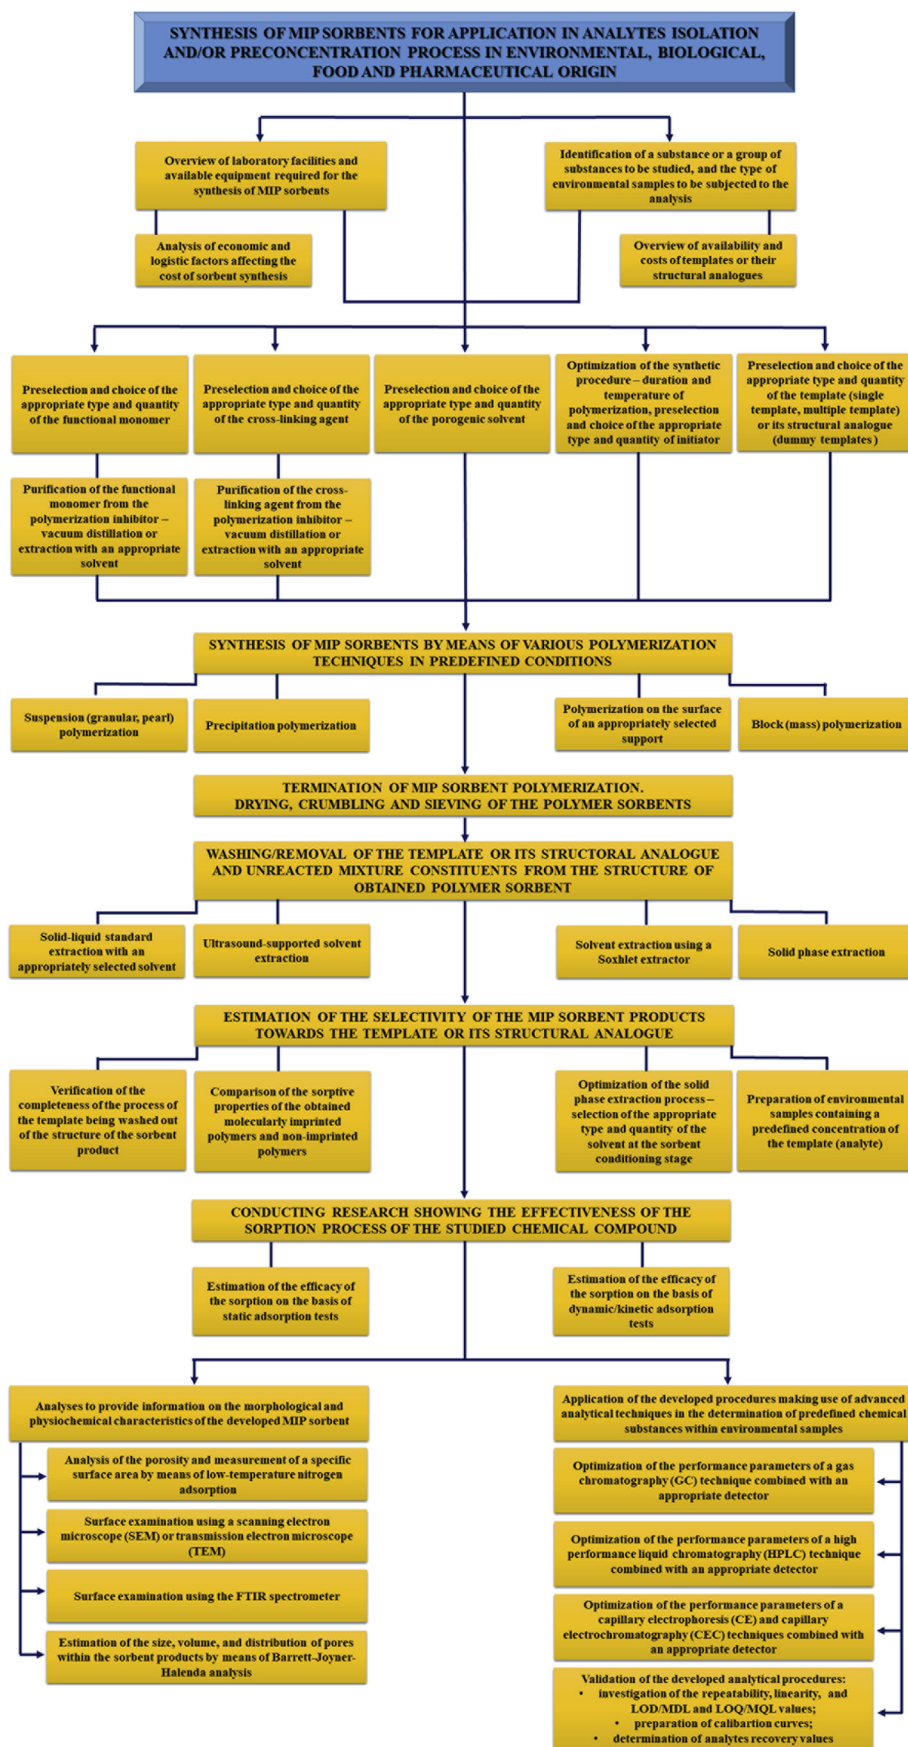 SYNTHESIS OF MIP SORBENTS FOR APPLICATION IN ANALYTES ISOLATION
AND/OR PRECONCENTRATION PROCESS IN ENVIRONMENTAL, BIOLOGICAL,
FOOD AND PHARMACEUTICAL ORIGIN
Overview of laboratory facilities and
available equipment required for the
synthesis of MIP sorbents
Identification of a substance or a group of
substances to be studied, and the type of
environmental samples to be subjected to the
analysis
Analysis of economic and
logistic factors affecting the
cost of sorbent synthesis
Overview of availability and
costs of templates or their
structural analogues
Preselection and choice of the
appropriate type and quantity
of the functional monomer
Preselection and choice of the
appropriate type and quantity
of the cross-linking agent
Preselection and choice of the
appropriate type and quantity of
the porogenic solvent
Optimization of the synthetic
procedure – duration and
temperature of
polymerization, preselection
and choice of the appropriate
type and quantity of initiator
Preselection and choice of the
appropriate type and quantity
of the template (single
template, multiple template)
or its structural analogue
(dummy templates )
Purification of the functional
monomer from the
polymerization inhibitor –
vacuum distillation or
extraction with an appropriate
solvent
Purification of the cross-
linking agent from the
polymerization inhibitor –
vacuum distillation or
extraction with an appropriate
solvent
SYNTHESIS OF MIP SORBENTS BY MEANS OF VARIOUS POLYMERIZATION
TECHNIQUES IN PREDEFINED CONDITIONS
Suspension (granular, pearl)
polymerization
Precipitation polymerization
Polymerization on the surface
of an appropriately selected
support
Block (mass) polymerization
TERMINATION OF MIP SORBENT POLYMERIZATION.
DRYING, CRUMBLING AND SIEVING OF THE POLYMER SORBENTS
WASHING/REMOVAL OF THE TEMPLATE OR ITS STRUCTORAL ANALOGUE
AND UNREACTED MIXTURE CONSTITUENTS FROM THE STRUCTURE OF
OBTAINED POLYMER SORBENT
Solid-liquid standard
extraction with an
appropriately selected solvent
Ultrasound-supported solvent
extraction
Solvent extraction using a
Soxhlet extractor
Solid phase extraction
ESTIMATION OF THE SELECTIVITY OF THE MIP SORBENT PRODUCTS
TOWARDS THE TEMPLATE OR ITS STRUCTURAL ANALOGUE
Verification of the
completeness of the process of
the template being washed out
of the structure of the sorbent
product
Comparison of the sorptive
properties of the obtained
molecularly imprinted
polymers and non-imprinted
polymers
Optimization of the solid
phase extraction process –
selection of the appropriate
type and quantity of the
solvent at the sorbent
conditioning stage
Preparation of environmental
samples containing a
predefined concentration of
the template (analyte)
CONDUCTING RESEARCH SHOWING THE EFFECTIVENESS OF THE
SORPTION PROCESS OF THE STUDIED CHEMICAL COMPOUND
Estimation of the efficacy of
the sorption on the basis of
static adsorption tests
Estimation of the efficacy of
the sorption on the basis of
dynamic/kinetic adsorption
tests
Analyses to provide information on the morphological and
physiochemical characteristics of the developed MIP sorbent
Analysis of the porosity and measurement of a specific
surface area by means of low-temperature nitrogen
adsorption
Surface examination using a scanning electron
microscope (SEM) or transmission electron microscope
(TEM)
Surface examination using the FTIR spectrometer
Estimation of the size, volume, and distribution of pores
within the sorbent products by means of Barrett-Joyner-
Halenda analysis
Application of the developed procedures making use of advanced
analytical techniques in the determination of predefined chemical
substances within environmental samples
Optimization of the performance parameters of a gas
chromatography (GC) technique combined with an
appropriate detector
Optimization of the performance parameters of a high
performance liquid chromatography (HPLC) technique
combined with an appropriate detector
Optimization of the performance parameters of a
capillary electrophoresis (CE) and capillary
electrochromatography (CEC) techniques combined with
an appropriate detector
Validation of the developed analytical procedures:
• investigation of the repeatability, linearity, and
LOD/MDL and LOQ/MQL values;
• preparation of calibartion curves;
• determination of analytes recovery values